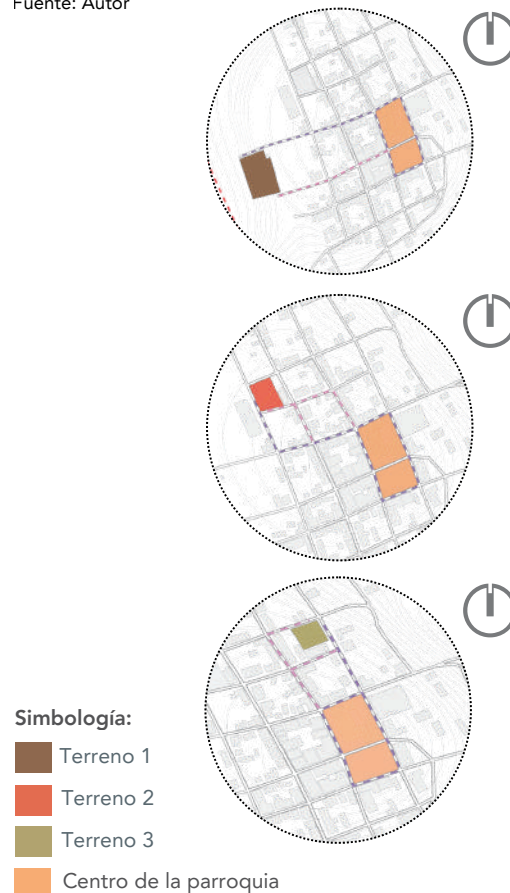 Fuente: Autor
Simbología:
Terreno 1
Terreno 2
Terreno 3
Centro de la parroquia